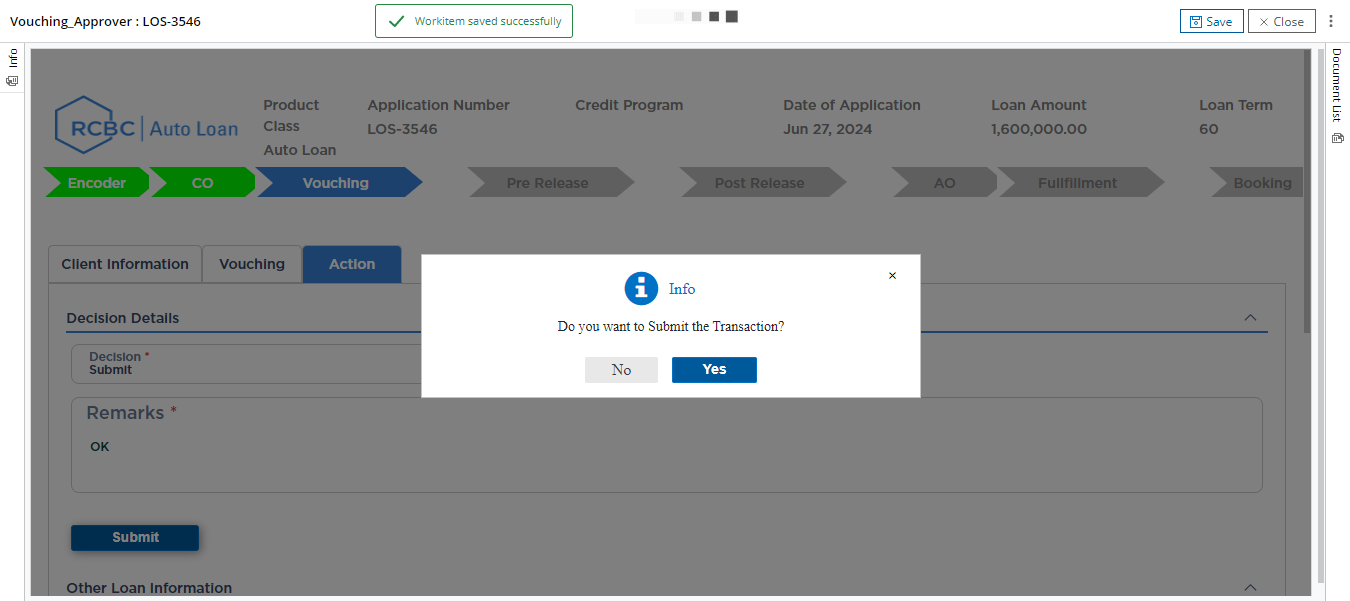 Vouching_Approver : LOS-3546
Workitem saved successfully
Save
Close
Info
Document List
RCBC Auto Loan
Product Class
Auto Loan
Application Number
LOS-3546
Credit Program
Date of Application
Jun 27, 2024
Loan Amount
1,600,000.00
Loan Term
60
Encoder
CO
Vouching
Pre Release
Post Release
AO
Fullfillment
Booking
Client Information
Vouching
Action
Decision Details
Decision *
Submit
Remarks *
OK
Submit
Other Loan Information
Info
×
Do you want to Submit the Transaction?
No
Yes